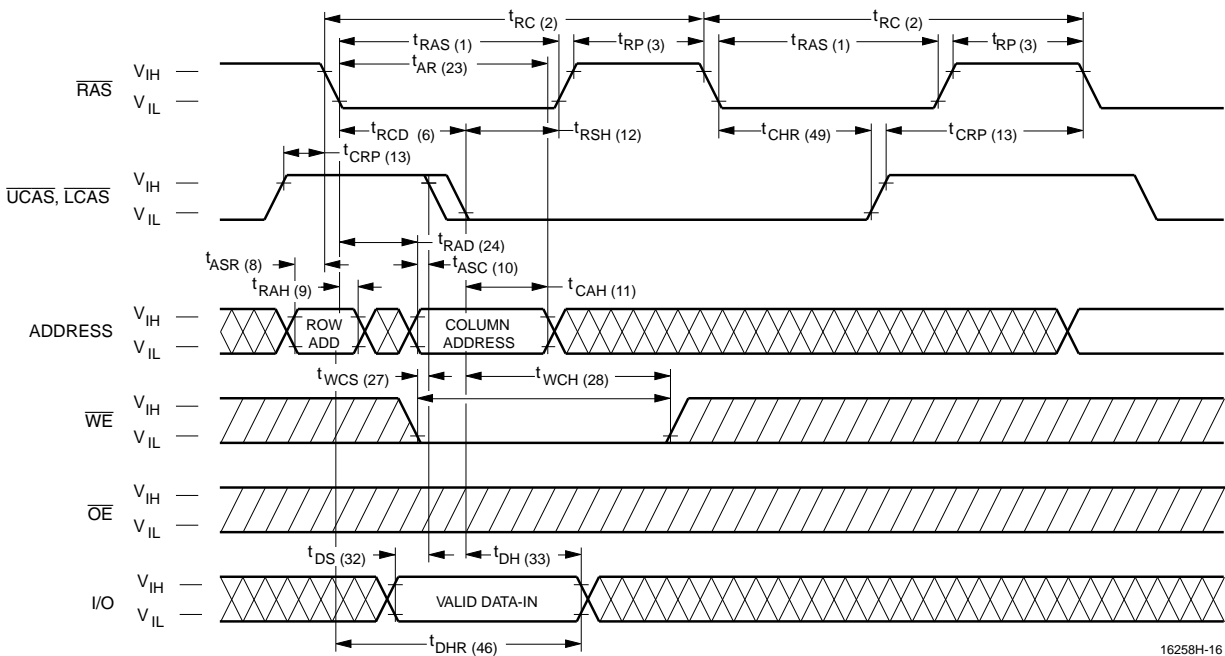 tRC (2) tRC (2)
tRAS (1) tRP (3) tRAS (1) tRP (3)
tAR (23)
RAS VIH VIL
tRCD (6) tRSH (12) tCHR (49) tCRP (13)
tCRP (13)
UCAS, LCAS VIH VIL
tRAD (24)
tASR (8) tASC (10)
tRAH (9) tCAH (11)
ADDRESS VIH VIL ROW ADD COLUMN ADDRESS
tWCS (27) tWCH (28)
WE VIH VIL
OE VIH VIL
tDS (32) tDH (33)
I/O VIH VIL VALID DATA-IN
tDHR (46)
16258H-16